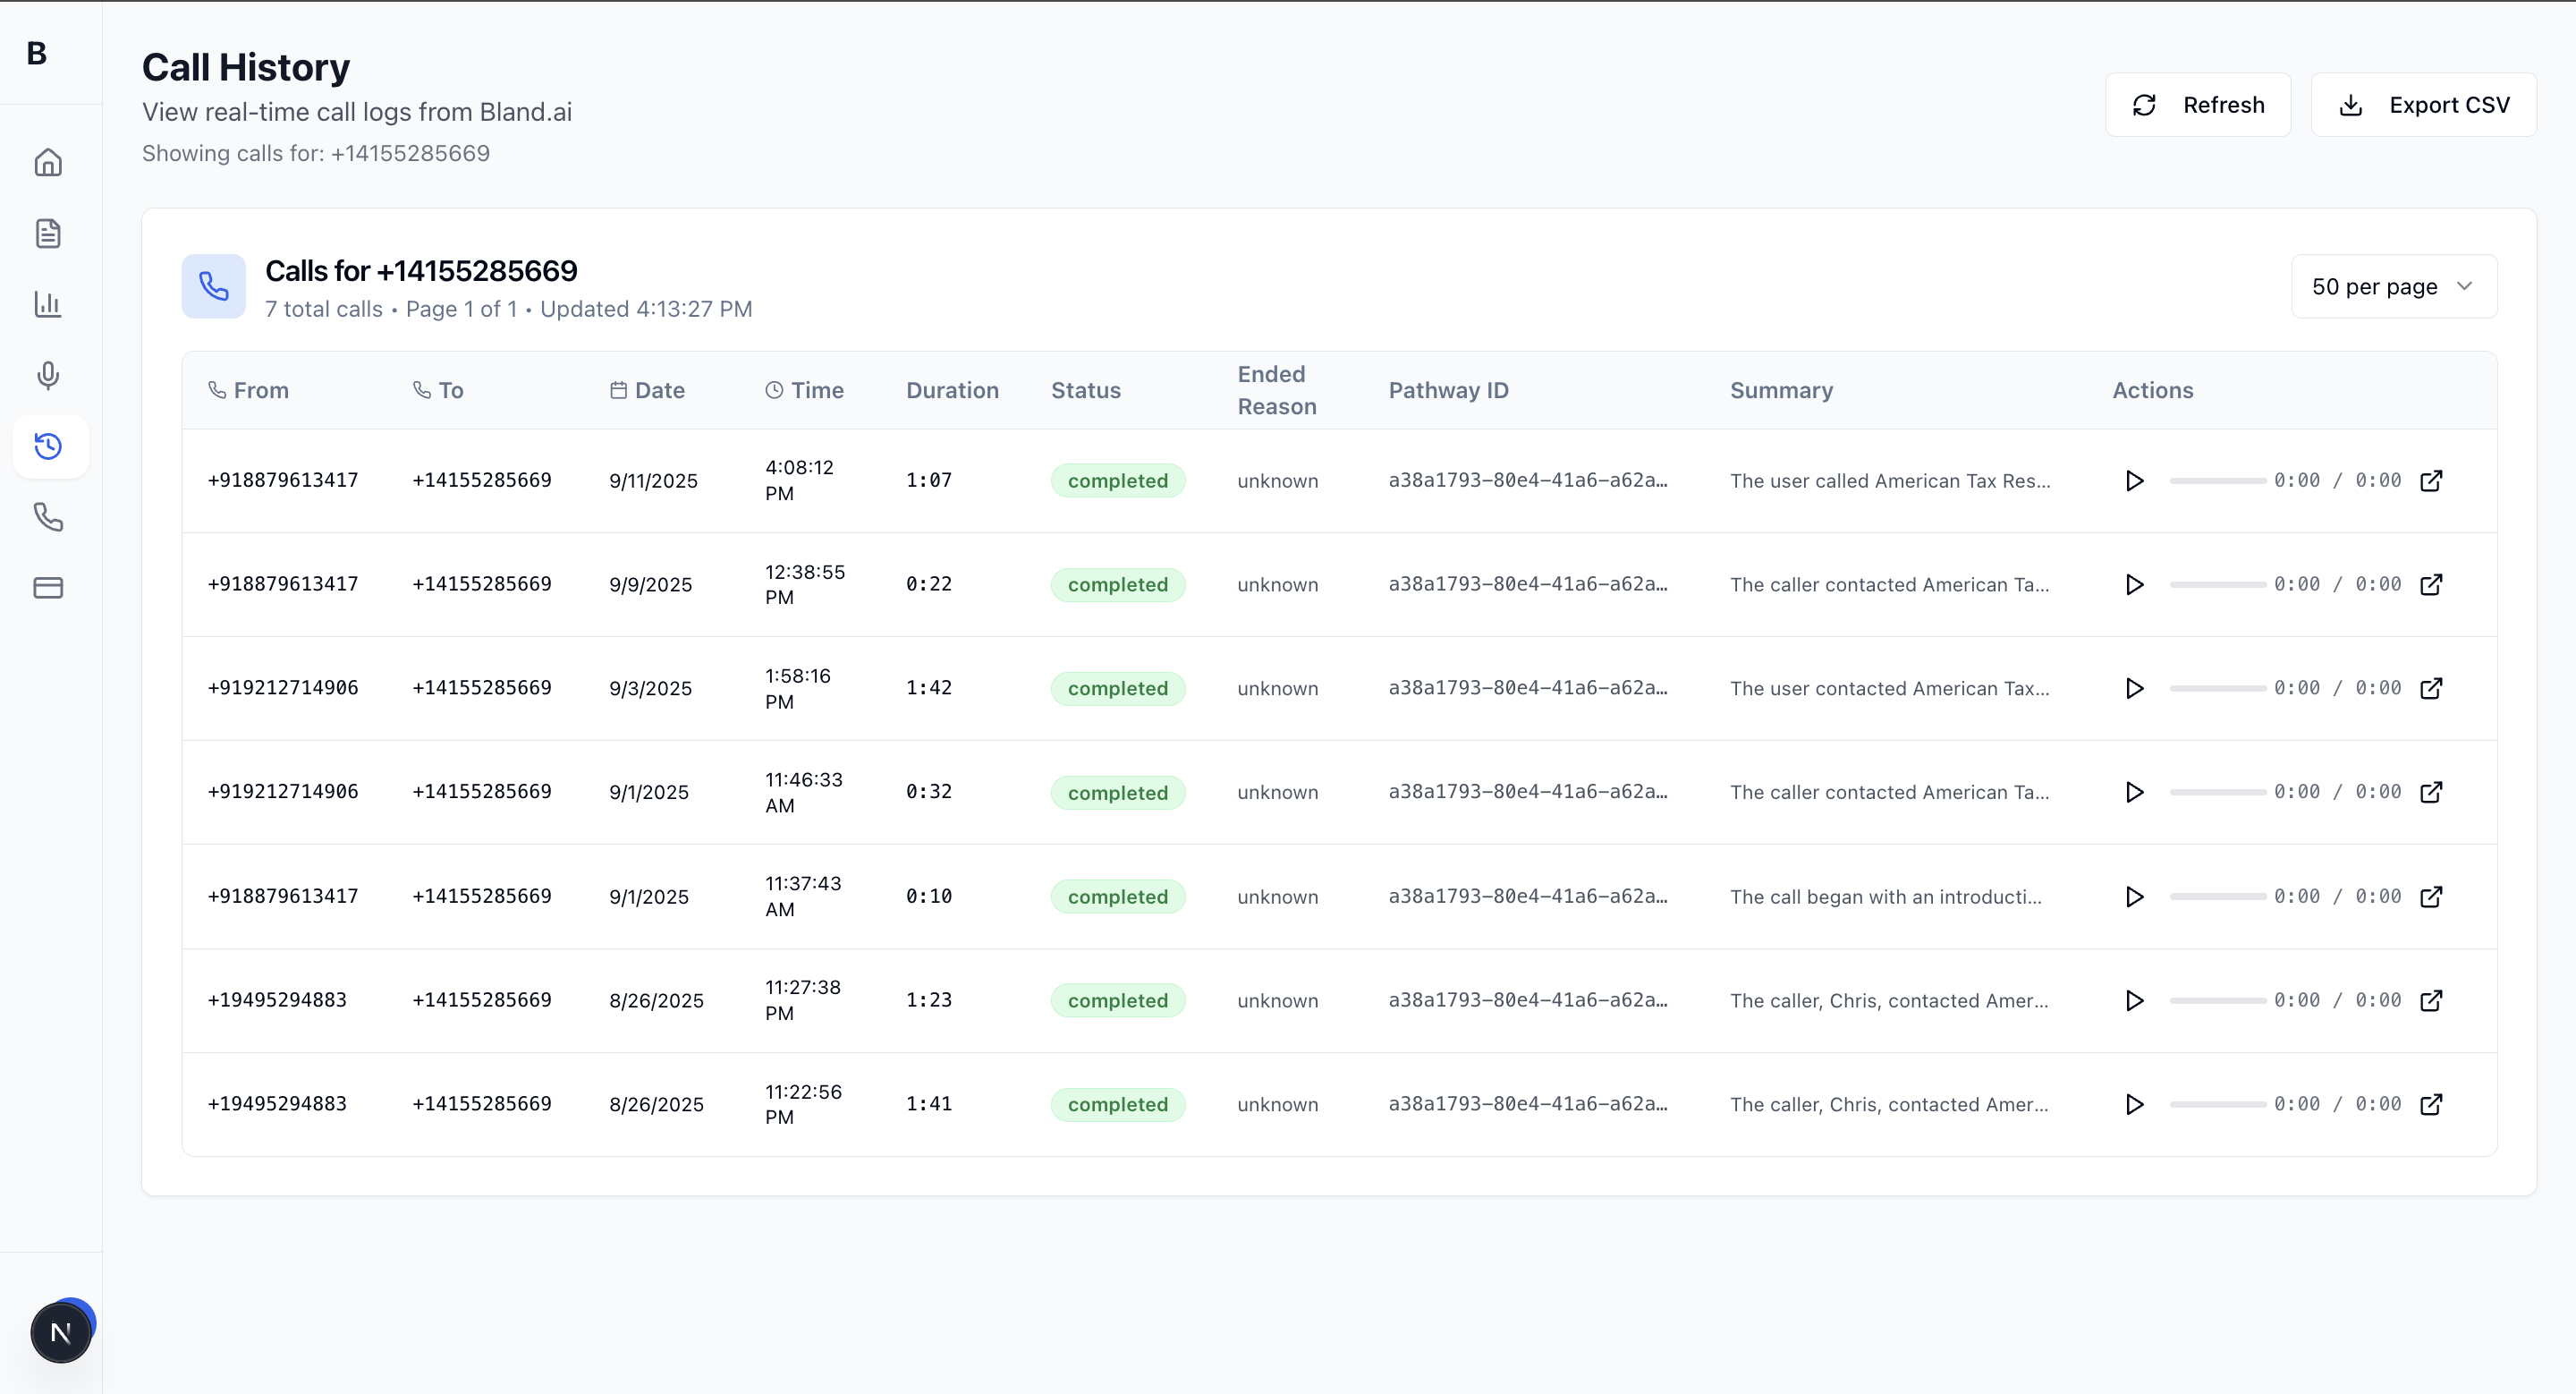 B
Call History
View real-time call logs from Bland.ai
Showing calls for: +14155285669
Refresh
Export CSV
Calls for +14155285669
7 total calls • Page 1 of 1 • Updated 4:13:27 PM
50 per page
From To Date Time Duration Status Ended Reason Pathway ID Summary Actions
+918879613417 +14155285669 9/11/2025 4:08:12 PM 1:07 completed unknown a38a1793-80e4-41a6-a62a… The user called American Tax Res... 0:00 / 0:00
+918879613417 +14155285669 9/9/2025 12:38:55 PM 0:22 completed unknown a38a1793-80e4-41a6-a62a… The caller contacted American Ta... 0:00 / 0:00
+919212714906 +14155285669 9/3/2025 1:58:16 PM 1:42 completed unknown a38a1793-80e4-41a6-a62a… The user contacted American Tax... 0:00 / 0:00
+919212714906 +14155285669 9/1/2025 11:46:33 AM 0:32 completed unknown a38a1793-80e4-41a6-a62a… The caller contacted American Ta... 0:00 / 0:00
+918879613417 +14155285669 9/1/2025 11:37:43 AM 0:10 completed unknown a38a1793-80e4-41a6-a62a… The call began with an introducti... 0:00 / 0:00
+19495294883 +14155285669 8/26/2025 11:27:38 PM 1:23 completed unknown a38a1793-80e4-41a6-a62a… The caller, Chris, contacted Amer... 0:00 / 0:00
+19495294883 +14155285669 8/26/2025 11:22:56 PM 1:41 completed unknown a38a1793-80e4-41a6-a62a… The caller, Chris, contacted Amer... 0:00 / 0:00
N